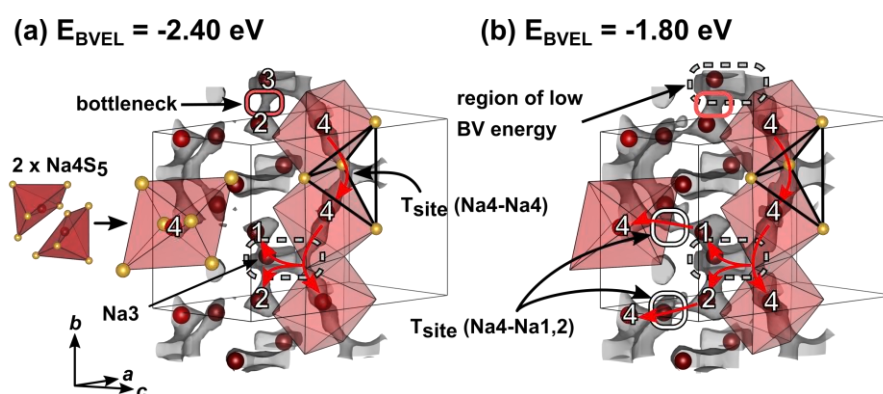 (a) E_BVEL = -2.40 eV
bottleneck
3
2
4
2 x Na4S5
4
4
T_site (Na4-Na4)
1
2
Na3
b
a
c
(b) E_BVEL = -1.80 eV
region of low
BV energy
4
4
4
1
2
4
4
T_site (Na4-Na1,2)